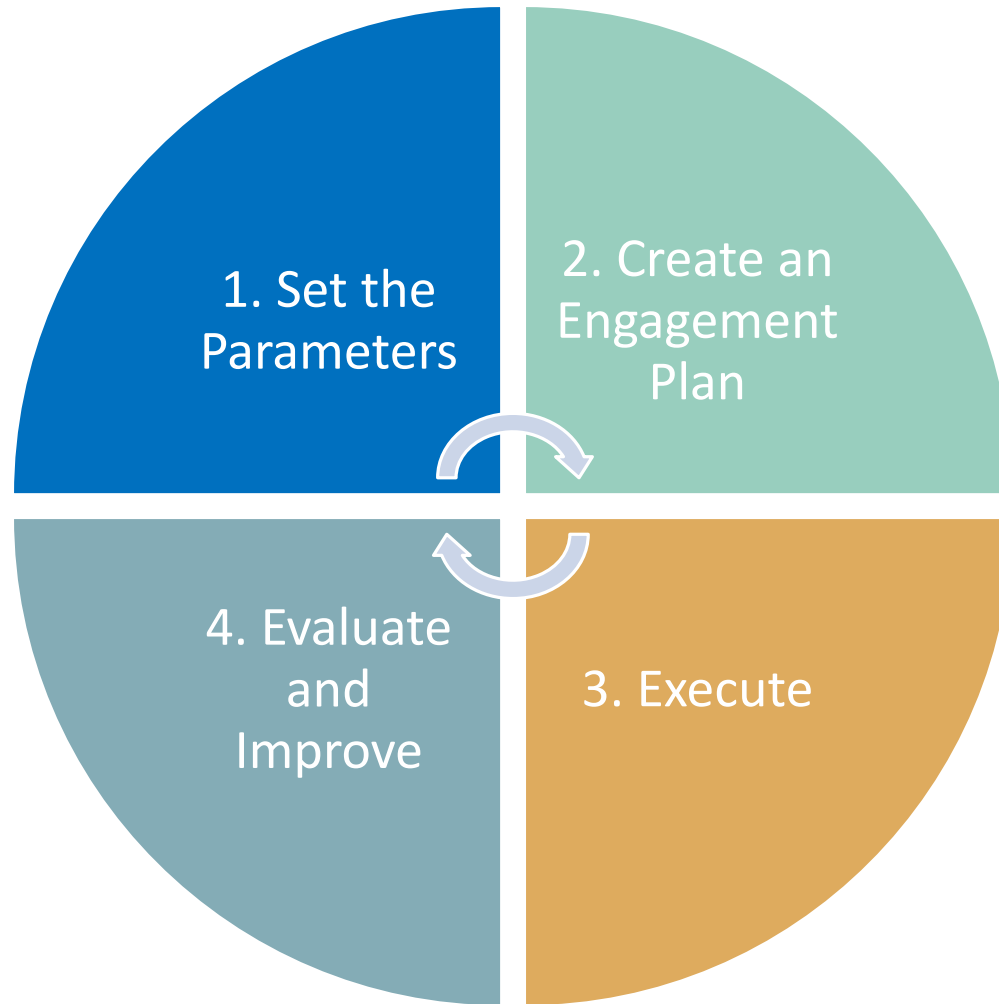 1. Set the
Parameters
2. Create an
Engagement
Plan
3. Execute
4. Evaluate
and
Improve